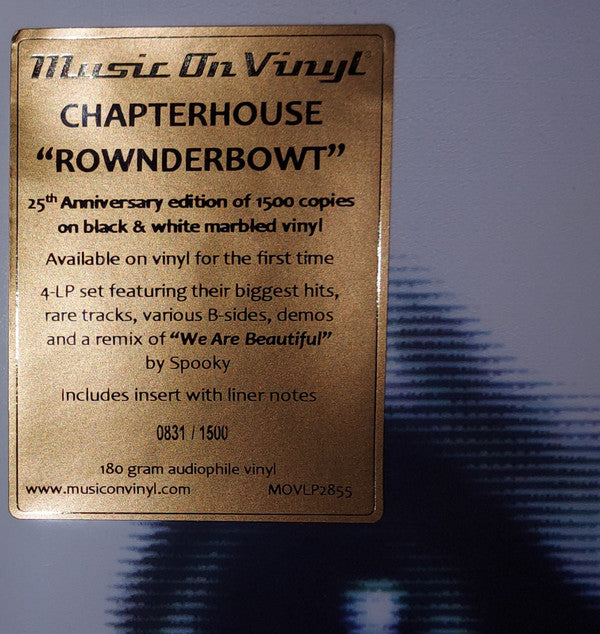 Music On Vinyl®
CHAPTERHOUSE
“ROWNDERBOWT”
25th Anniversary edition of 1500 copies
on black & white marbled vinyl
Available on vinyl for the first time
4-LP set featuring their biggest hits,
rare tracks, various B-sides, demos
and a remix of “We Are Beautiful”
by Spooky
Includes insert with liner notes
0831 / 1500
180 gram audiophile vinyl
www.musiconvinyl.com MOVLP2855